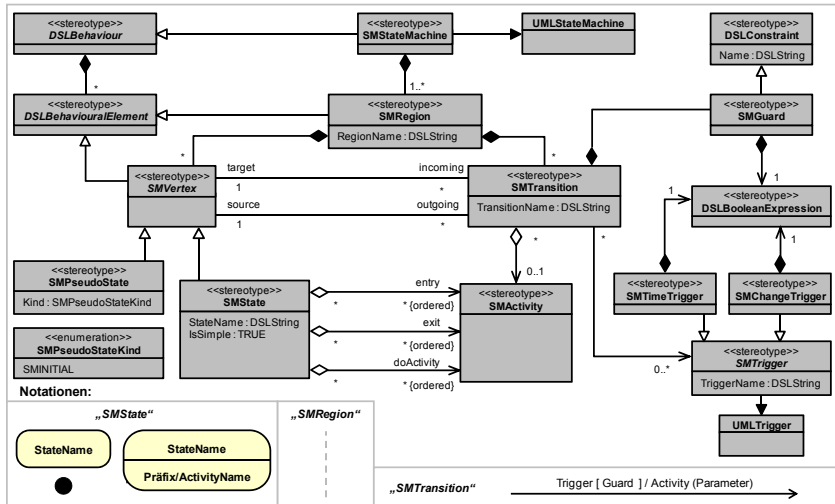 <<stereotype>>
DSLBehaviour
<<stereotype>>
SMStateMachine
UMLStateMachine
<<stereotype>>
DSLConstraint
Name : DSLString
*
1..*
<<stereotype>>
DSLBehaviouralElement
<<stereotype>>
SMRegion
RegionName : DSLString
<<stereotype>>
SMGuard
*
*
<<stereotype>>
SMVertex
target
incoming
1
*
source
outgoing
1
*
<<stereotype>>
SMTransition
TransitionName : DSLString
1
<<stereotype>>
DSLBooleanExpression
1
1
*
*
0..1
<<stereotype>>
SMPseudoState
Kind : SMPseudoStateKind
<<stereotype>>
SMState
StateName : DSLString
IsSimple : TRUE
entry
*
* {ordered}
exit
*
* {ordered}
doActivity
*
* {ordered}
<<stereotype>>
SMActivity
<<stereotype>>
SMTimeTrigger
<<stereotype>>
SMChangeTrigger
<<enumeration>>
SMPseudoStateKind
SMINITIAL
<<stereotype>>
SMTrigger
TriggerName : DSLString
0..*
UMLTrigger
Notationen:
„SMState“
StateName
StateName
Präfix/ActivityName
„SMRegion“
„SMTransition“
Trigger [ Guard ] / Activity (Parameter)